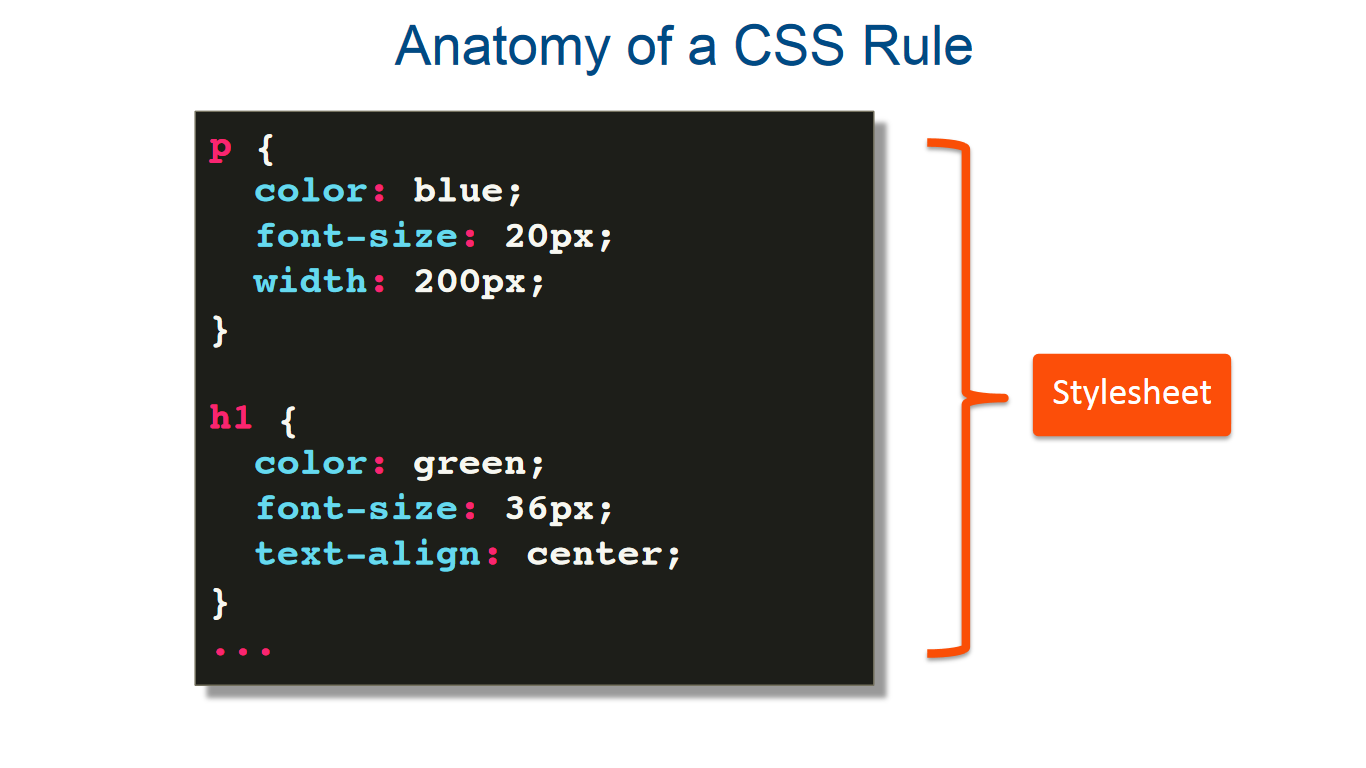 Anatomy of a CSS Rule
p {
  color: blue;
  font-size: 20px;
  width: 200px;
}
h1 {
  color: green;
  font-size: 36px;
  text-align: center;
}
...
Stylesheet